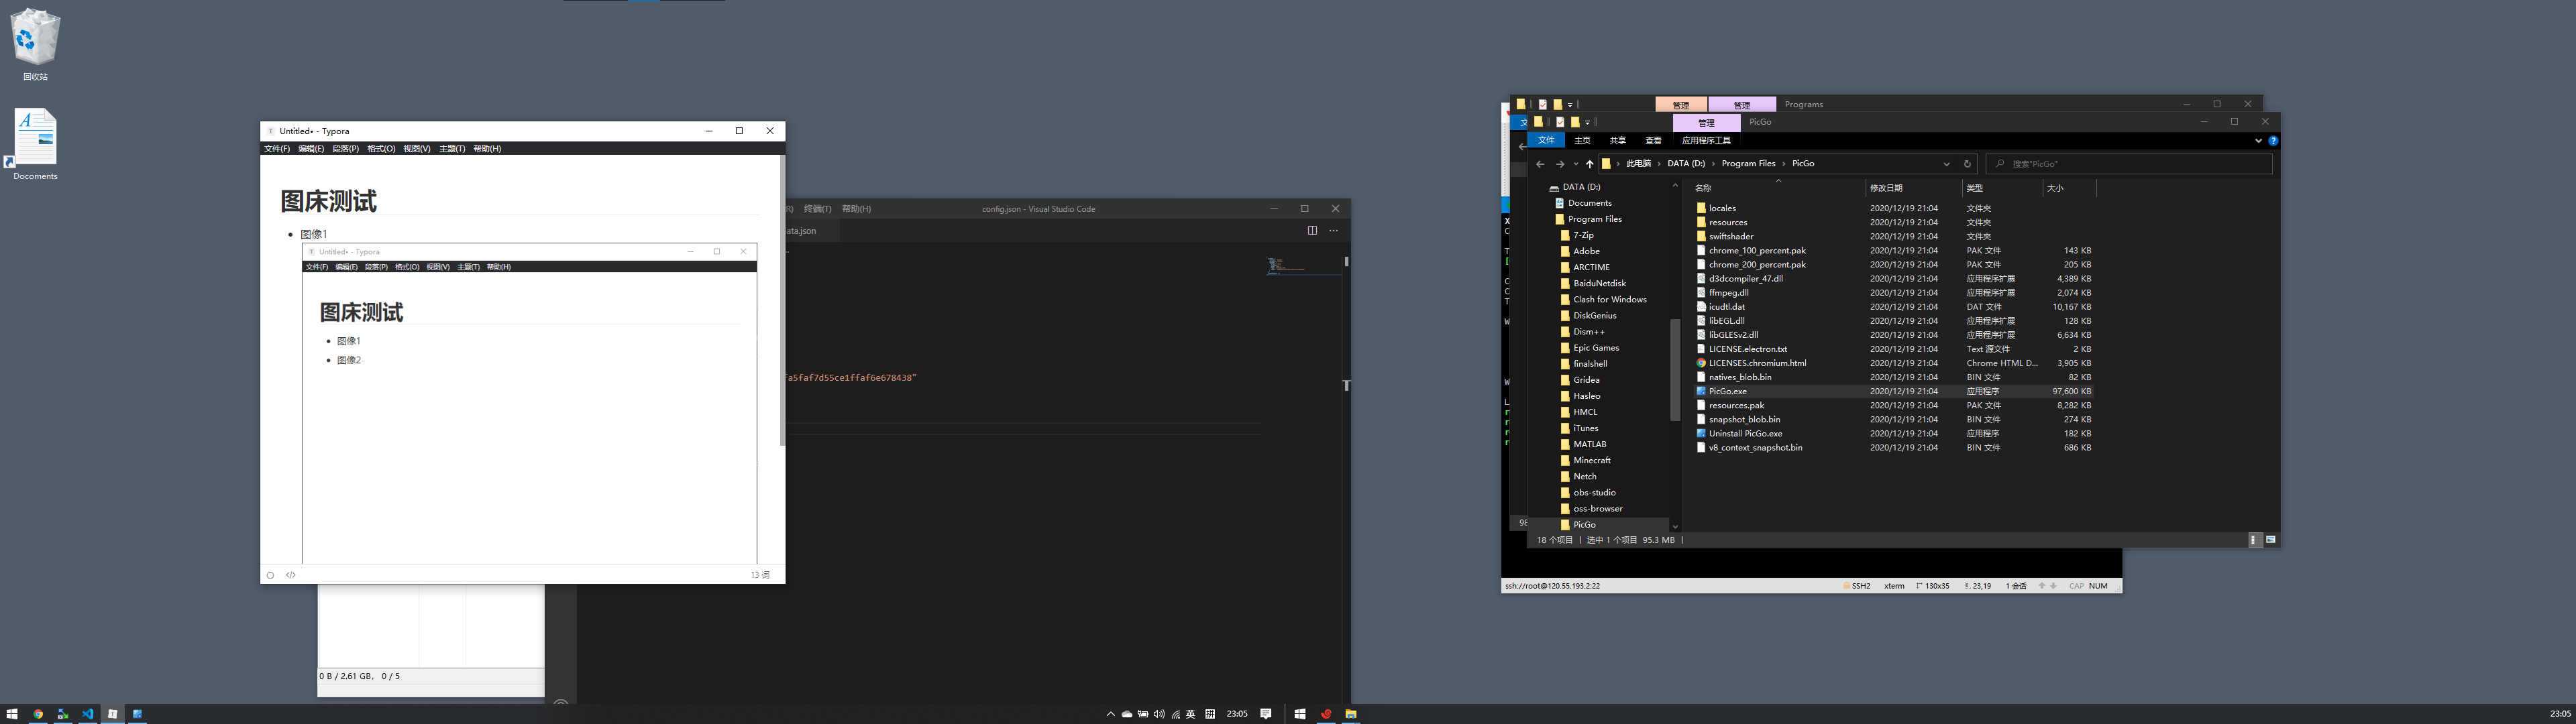 回收站
Docoments
Untitled• - Typora
文件(F) 编辑(E) 段落(P) 格式(O) 视图(V) 主题(T) 帮助(H)
图床测试
图像1
Untitled• - Typora
文件(F) 编辑(E) 段落(P) 格式(O) 视图(V) 主题(T) 帮助(H)
图床测试
图像1
图像2
13 词
R) 终端(T) 帮助(H) config.json - Visual Studio Code
ata.json
fa5faf7d55ce1ffaf6e678438"
0 B / 2.61 GB， 0 / 5
管理 管理 Programs
管理 PicGo
文件 主页 共享 查看 应用程序工具
此电脑 › DATA (D:) › Program Files › PicGo
搜索"PicGo"
DATA (D:)
Documents
Program Files
7-Zip
Adobe
ARCTIME
BaiduNetdisk
Clash for Windows
DiskGenius
Dism++
Epic Games
finalshell
Gridea
Hasleo
HMCL
iTunes
MATLAB
Minecraft
Netch
obs-studio
oss-browser
PicGo
名称 修改日期 类型 大小
locales 2020/12/19 21:04 文件夹
resources 2020/12/19 21:04 文件夹
swiftshader 2020/12/19 21:04 文件夹
chrome_100_percent.pak 2020/12/19 21:04 PAK 文件 143 KB
chrome_200_percent.pak 2020/12/19 21:04 PAK 文件 205 KB
d3dcompiler_47.dll 2020/12/19 21:04 应用程序扩展 4,389 KB
ffmpeg.dll 2020/12/19 21:04 应用程序扩展 2,074 KB
icudtl.dat 2020/12/19 21:04 DAT 文件 10,167 KB
libEGL.dll 2020/12/19 21:04 应用程序扩展 128 KB
libGLESv2.dll 2020/12/19 21:04 应用程序扩展 6,634 KB
LICENSE.electron.txt 2020/12/19 21:04 Text 源文件 2 KB
LICENSES.chromium.html 2020/12/19 21:04 Chrome HTML D... 3,905 KB
natives_blob.bin 2020/12/19 21:04 BIN 文件 82 KB
PicGo.exe 2020/12/19 21:04 应用程序 97,600 KB
resources.pak 2020/12/19 21:04 PAK 文件 8,282 KB
snapshot_blob.bin 2020/12/19 21:04 BIN 文件 274 KB
Uninstall PicGo.exe 2020/12/19 21:04 应用程序 182 KB
v8_context_snapshot.bin 2020/12/19 21:04 BIN 文件 686 KB
98
18 个项目 选中 1 个项目 95.3 MB
ssh://root@120.55.193.2:22 SSH2 xterm 130x35 23,19 1 会话 CAP NUM
英 23:05
23:05